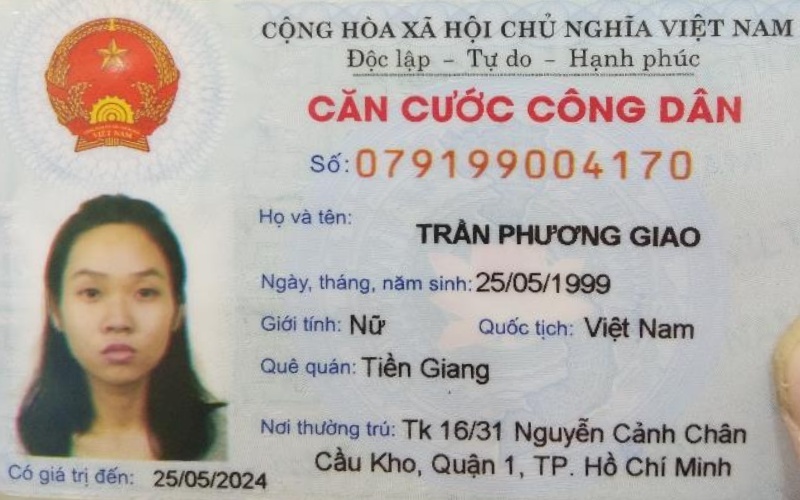 CỘNG HÒA XÃ HỘI CHỦ NGHĨA VIỆT NAM
Độc lập - Tự do - Hạnh phúc
CĂN CƯỚC CÔNG DÂN
Số: 079199004170
Họ và tên:
TRẦN PHƯƠNG GIAO
Ngày, tháng, năm sinh: 25/05/1999
Giới tính: Nữ Quốc tịch: Việt Nam
Quê quán: Tiền Giang
Nơi thường trú: Tk 16/31 Nguyễn Cảnh Chân
Cầu Kho, Quận 1, TP. Hồ Chí Minh
Có giá trị đến: 25/05/2024
VIỆT NAM